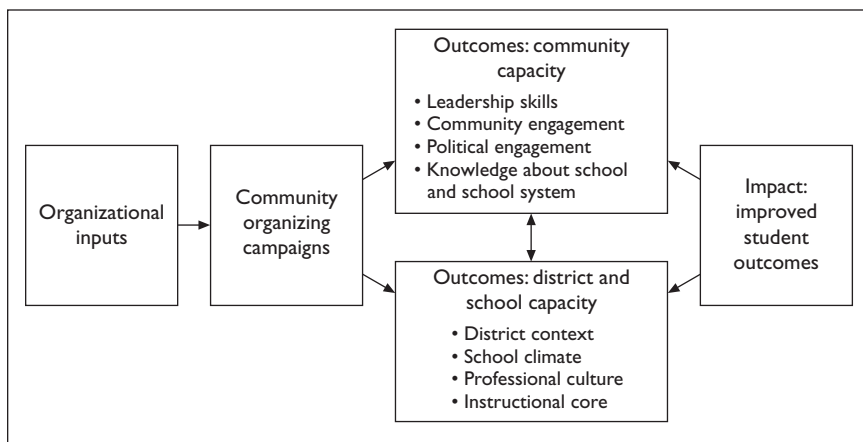 Organizational
inputs
Community
organizing
campaigns
Outcomes: community
capacity
• Leadership skills
• Community engagement
• Political engagement
• Knowledge about school
and school system
Outcomes: district and
school capacity
• District context
• School climate
• Professional culture
• Instructional core
Impact:
improved
student
outcomes